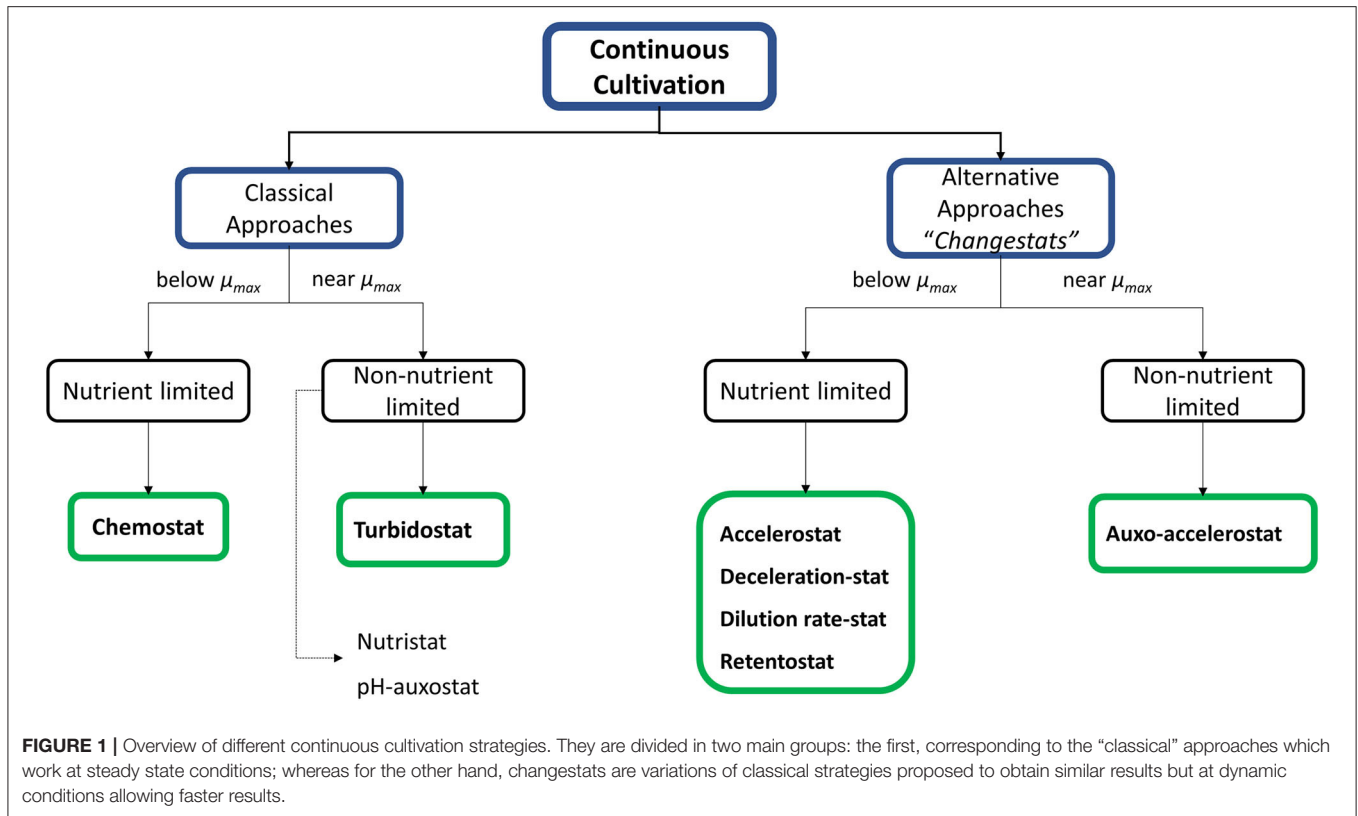 Continuous
Cultivation
Classical
Approaches
Alternative
Approaches
“Changestats”
below μmax
near μmax
below μmax
near μmax
Nutrient limited
Non-nutrient
limited
Nutrient limited
Non-nutrient
limited
Chemostat
Turbidostat
Accelerostat
Deceleration-stat
Dilution rate-stat
Retentostat
Auxo-accelerostat
Nutristat
pH-auxostat
FIGURE 1 | Overview of different continuous cultivation strategies. They are divided in two main groups: the first, corresponding to the “classical” approaches which
work at steady state conditions; whereas for the other hand, changestats are variations of classical strategies proposed to obtain similar results but at dynamic
conditions allowing faster results.